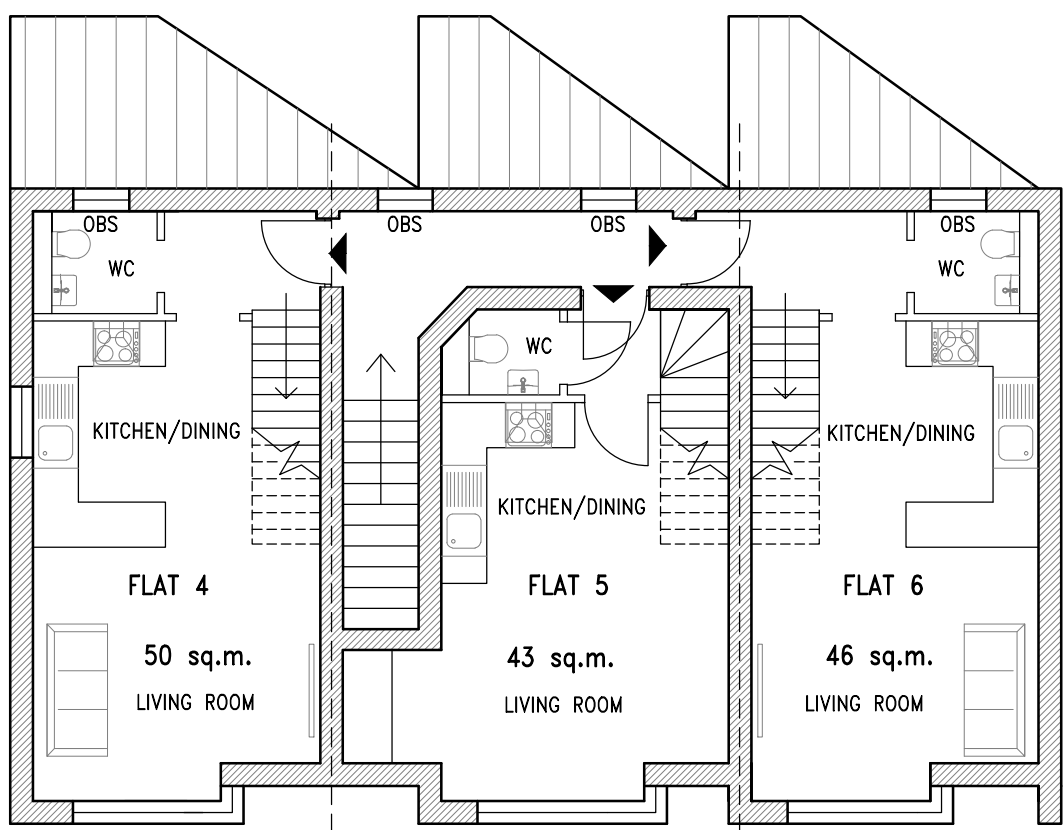 OBS
OBS
OBS
OBS
WC
WC
WC
KITCHEN/DINING
KITCHEN/DINING
KITCHEN/DINING
FLAT 4
FLAT 5
FLAT 6
50 sq.m.
43 sq.m.
46 sq.m.
LIVING ROOM
LIVING ROOM
LIVING ROOM